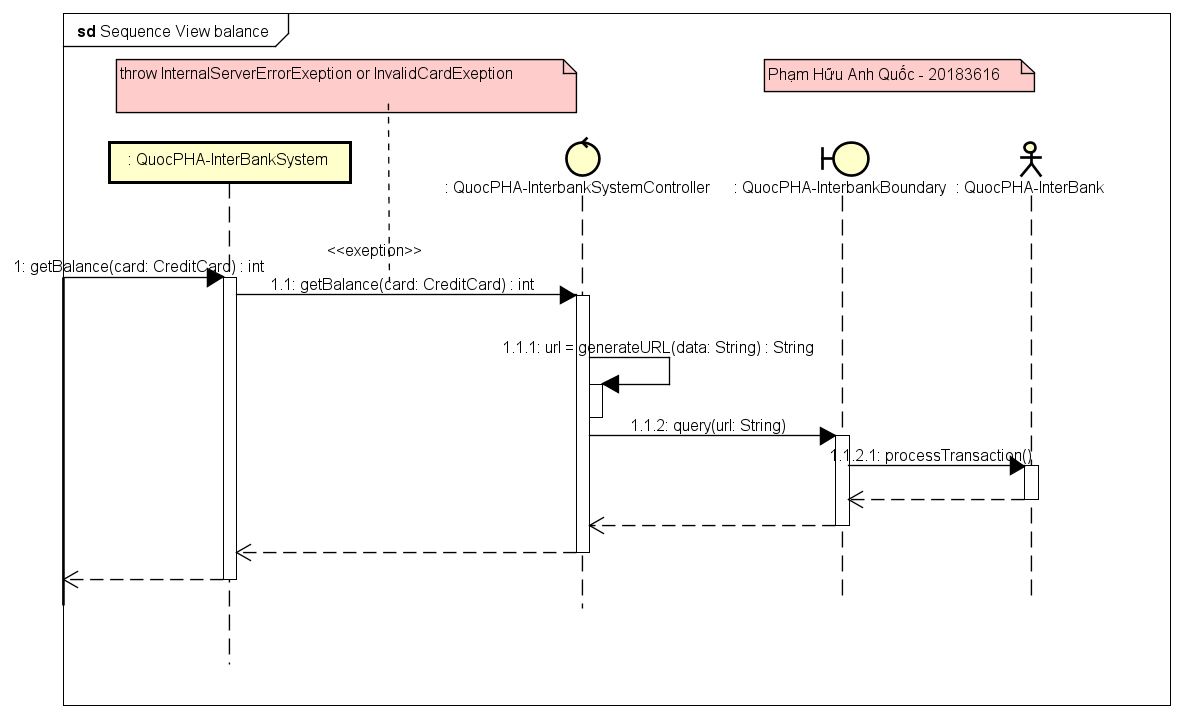 sd Sequence View balance
throw InternalServerErrorExeption or InvalidCardExeption
Phạm Hữu Anh Quốc - 20183616
: QuocPHA-InterBankSystem
: QuocPHA-InterbankSystemController
: QuocPHA-InterbankBoundary
: QuocPHA-InterBank
<<exeption>>
1: getBalance(card: CreditCard) : int
1.1: getBalance(card: CreditCard) : int
1.1.1: url = generateURL(data: String) : String
1.1.2: query(url: String)
1.1.2.1: processTransaction()